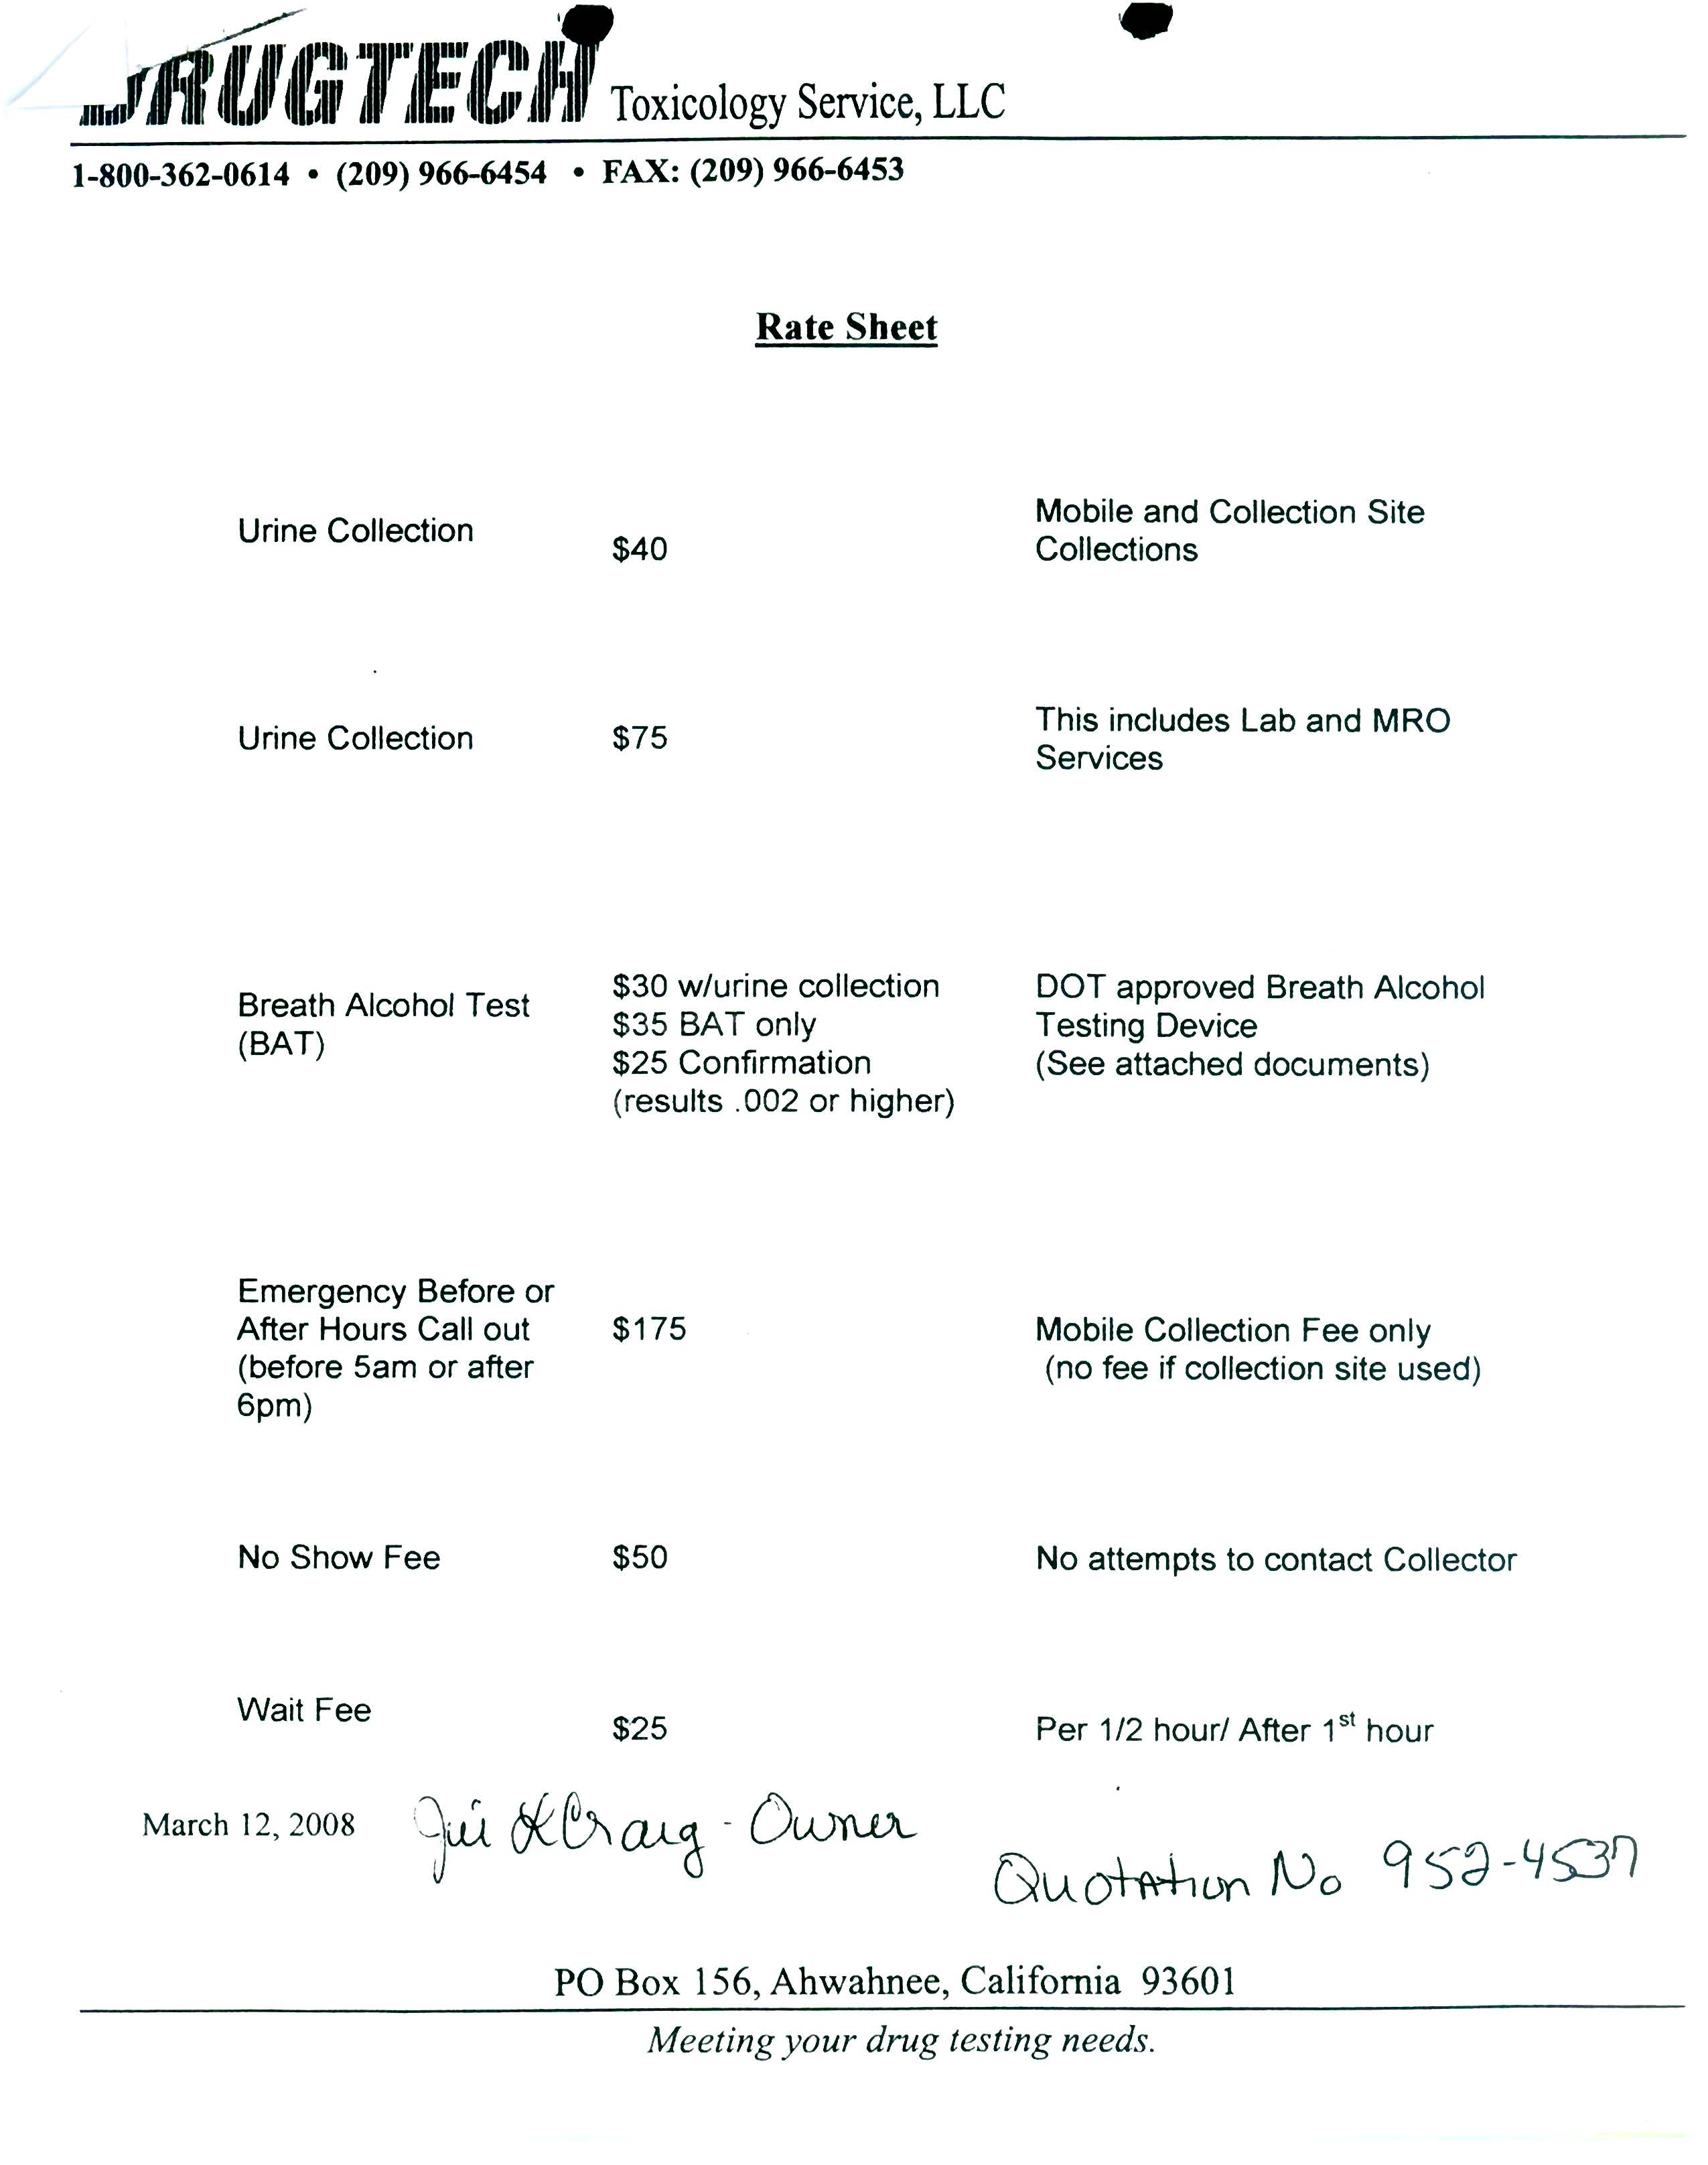 DRUGTECH Toxicology Service, LLC
1-800-362-0614 • (209) 966-6454 • FAX: (209) 966-6453
Rate Sheet
Urine Collection
$40
Mobile and Collection Site
Collections
Urine Collection
$75
This includes Lab and MRO
Services
Breath Alcohol Test
(BAT)
$30 w/urine collection
$35 BAT only
$25 Confirmation
(results .002 or higher)
DOT approved Breath Alcohol
Testing Device
(See attached documents)
Emergency Before or
After Hours Call out
(before 5am or after
6pm)
$175
Mobile Collection Fee only
(no fee if collection site used)
No Show Fee
$50
No attempts to contact Collector
Wait Fee
$25
Per 1/2 hour/ After 1st hour
March 12, 2008
Craig - Owner
Quotation No 952-4537
PO Box 156, Ahwahnee, California 93601
Meeting your drug testing needs.